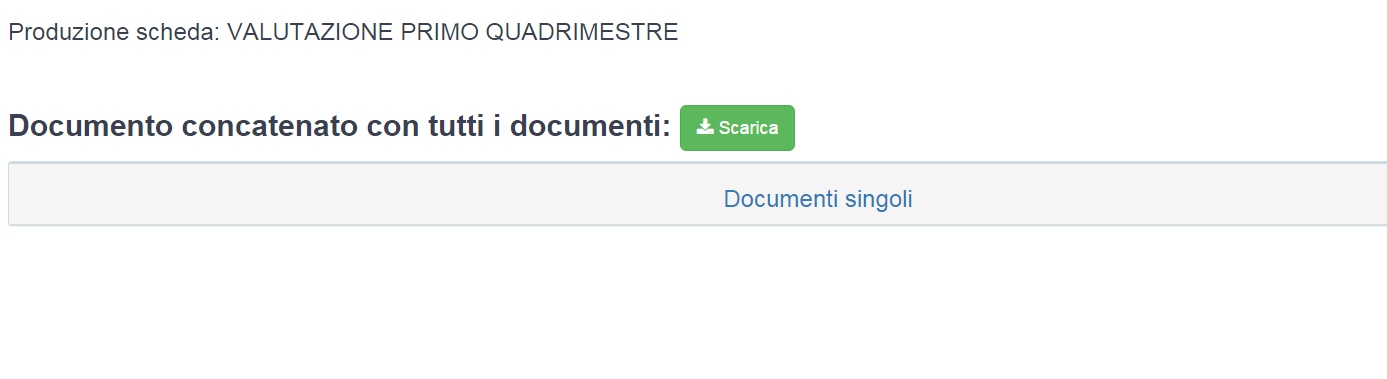 Produzione scheda: VALUTAZIONE PRIMO QUADRIMESTRE
Documento concatenato con tutti i documenti: Scarica
Documenti singoli